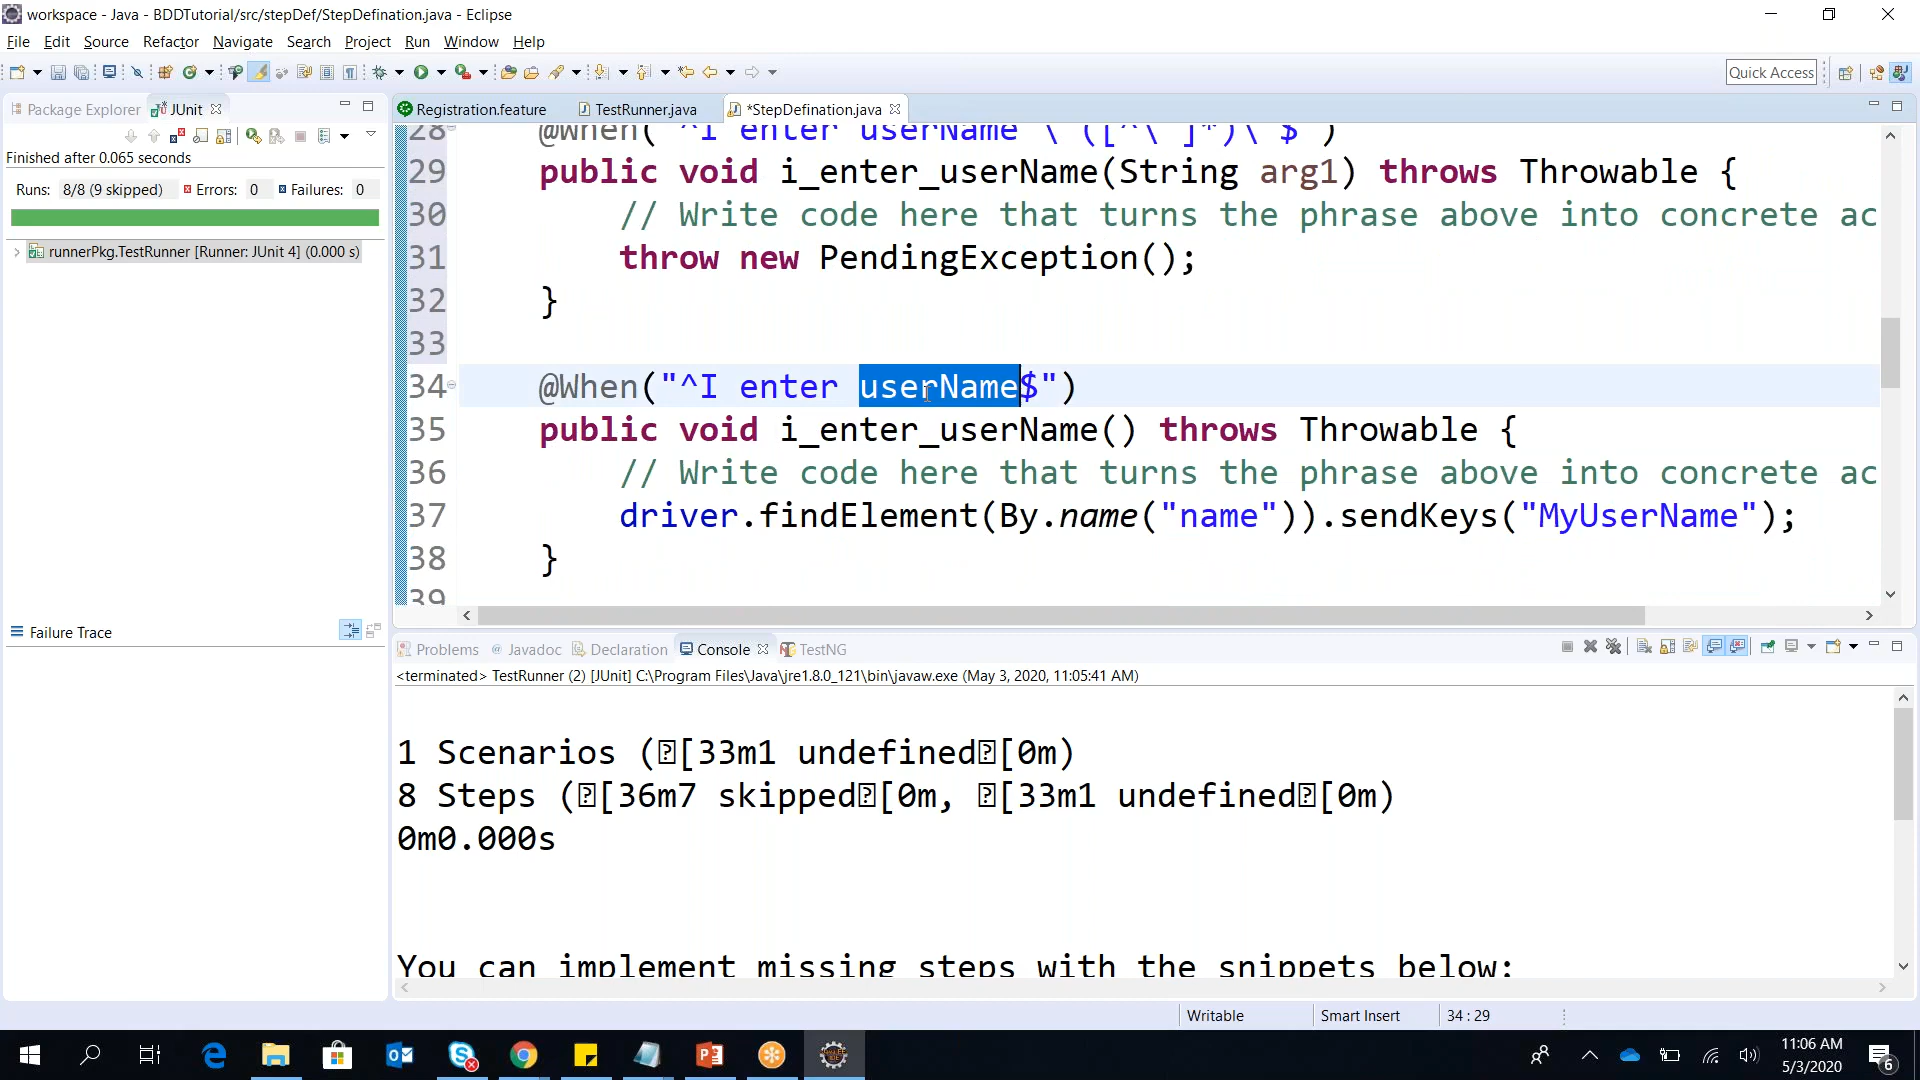 workspace - Java - BDDTutorial/src/stepDef/StepDefination.java - Eclipse
File Edit Source Refactor Navigate Search Project Run Window Help
Quick Access
Package Explorer JUnit
Registration.feature TestRunner.java *StepDefination.java
Finished after 0.065 seconds
Runs: 8/8 (9 skipped) Errors: 0 Failures: 0
runnerPkg.TestRunner [Runner: JUnit 4] (0.000 s)
Failure Trace
28 @When("^I enter userName \"([^\"]*)\"$")
29 public void i_enter_userName(String arg1) throws Throwable {
30 // Write code here that turns the phrase above into concrete ac
31 throw new PendingException();
32 }
33
34 @When("^I enter userName$")
35 public void i_enter_userName() throws Throwable {
36 // Write code here that turns the phrase above into concrete ac
37 driver.findElement(By.name("name")).sendKeys("MyUserName");
38 }
39
Problems Javadoc Declaration Console TestNG
<terminated> TestRunner (2) [JUnit] C:\Program Files\Java\jre1.8.0_121\bin\javaw.exe (May 3, 2020, 11:05:41 AM)
1 Scenarios (�[33m1 undefined�[0m)
8 Steps (�[36m7 skipped�[0m, �[33m1 undefined�[0m)
0m0.000s
You can implement missing steps with the snippets below:
Writable Smart Insert 34 : 29
11:06 AM
5/3/2020
6